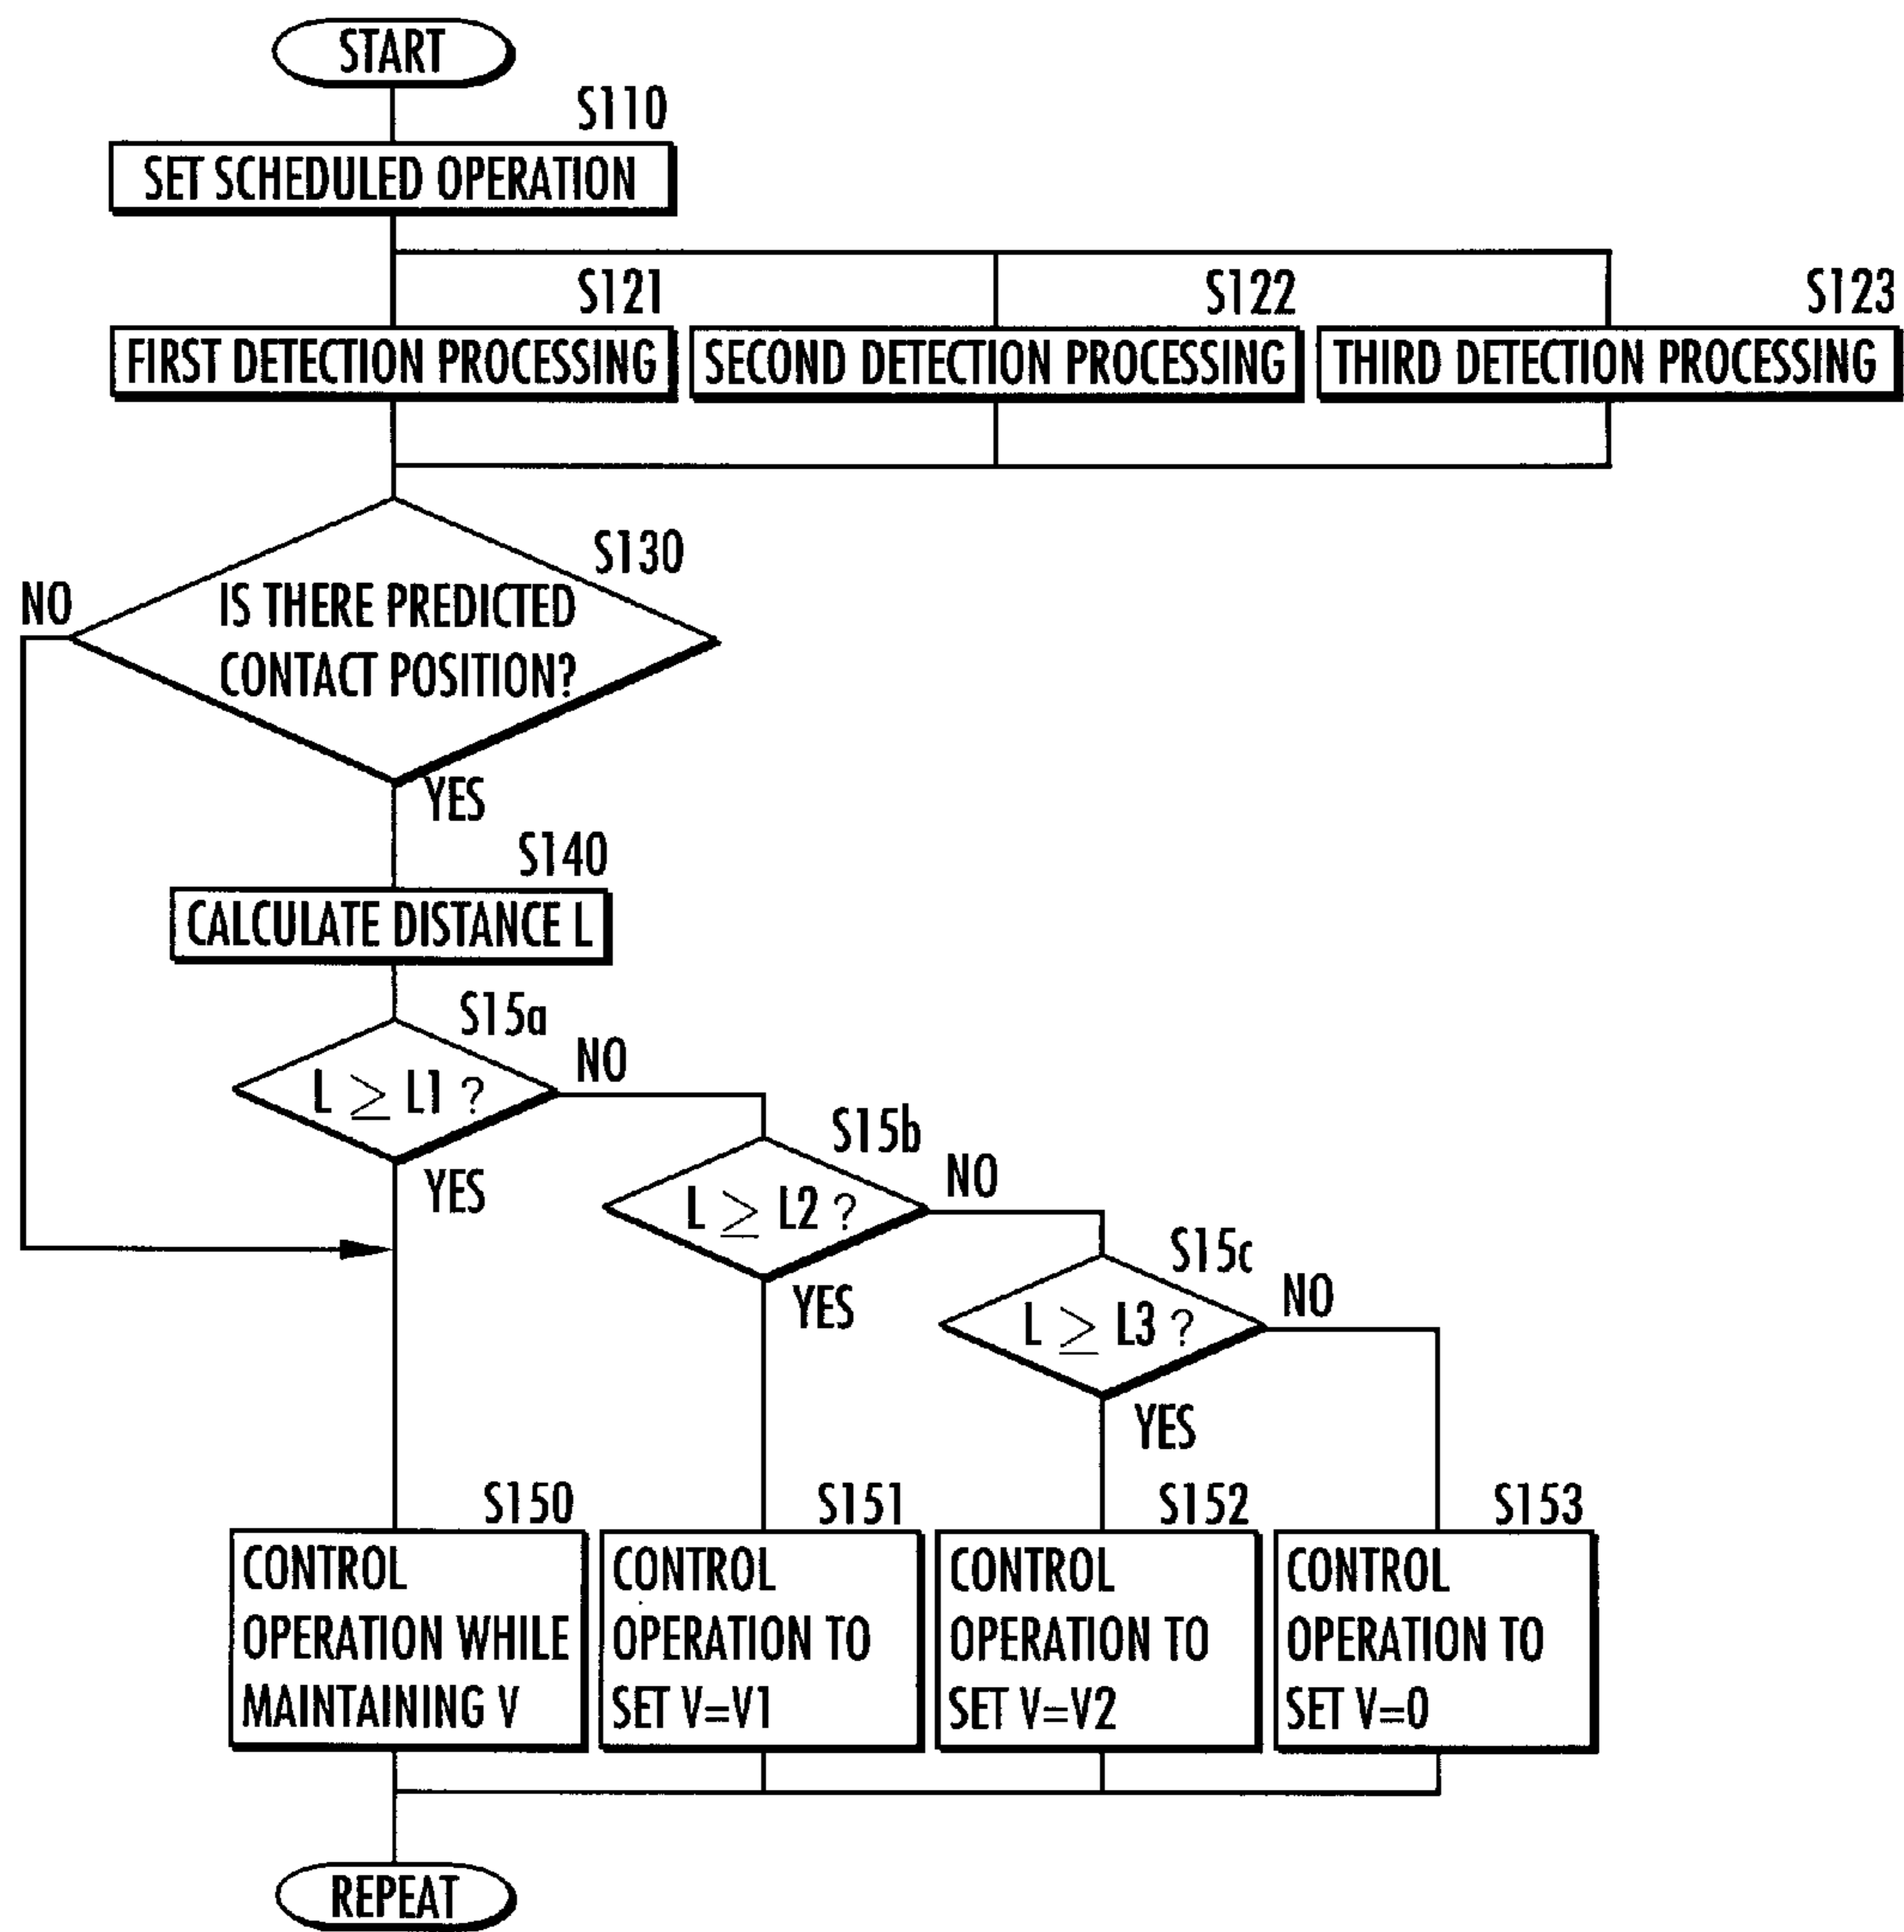 START
S110
SET SCHEDULED OPERATION
S121
S122
S123
FIRST DETECTION PROCESSING
SECOND DETECTION PROCESSING
THIRD DETECTION PROCESSING
S130
NO
IS THERE PREDICTED
CONTACT POSITION?
YES
S140
CALCULATE DISTANCE L
S15a
L ≥ L1 ?
NO
YES
S15b
L ≥ L2 ?
NO
YES
S15c
L ≥ L3 ?
NO
YES
S150
CONTROL
OPERATION WHILE
MAINTAINING V
S151
CONTROL
OPERATION TO
SET V=V1
S152
CONTROL
OPERATION TO
SET V=V2
S153
CONTROL
OPERATION TO
SET V=0
REPEAT